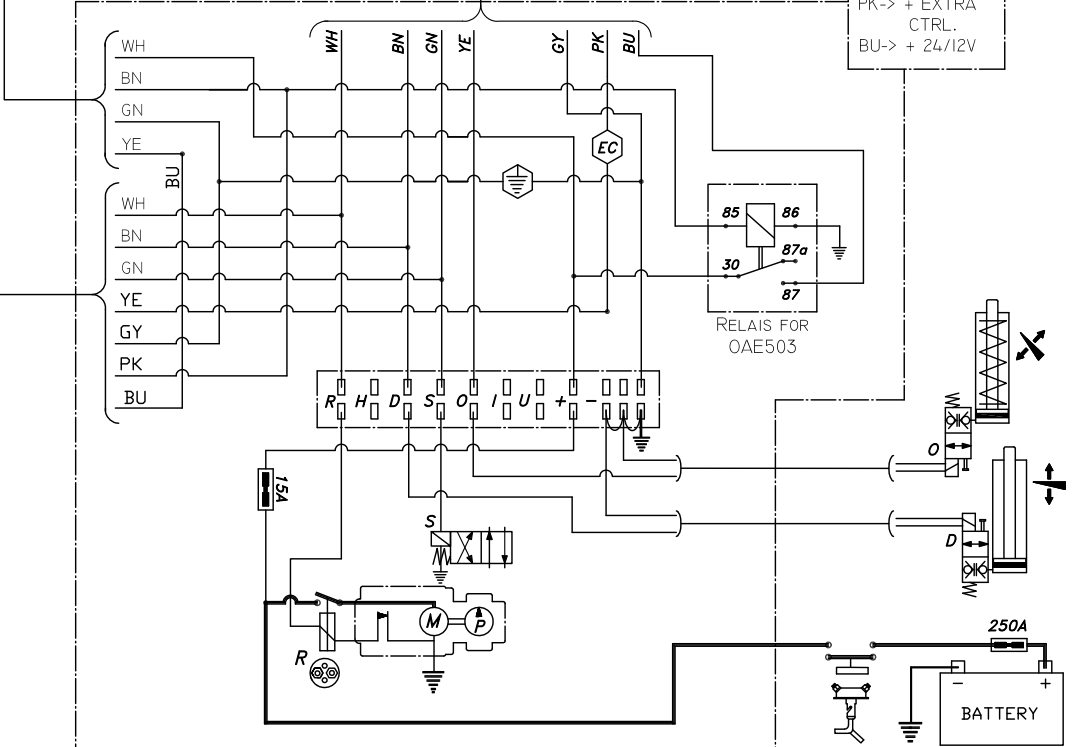 PK-> + EXTRA
CTRL.
BU-> + 24/12V
WH
BN
GN
YE
GY
PK
BU
WH
BN
GN
YE
BU
EC
WH
BN
GN
YE
GY
PK
BU
85
86
87a
30
87
RELAIS FOR
OAE503
R H D S O I U + -
15A
O
S
D
M
P
R
250A
- +
BATTERY